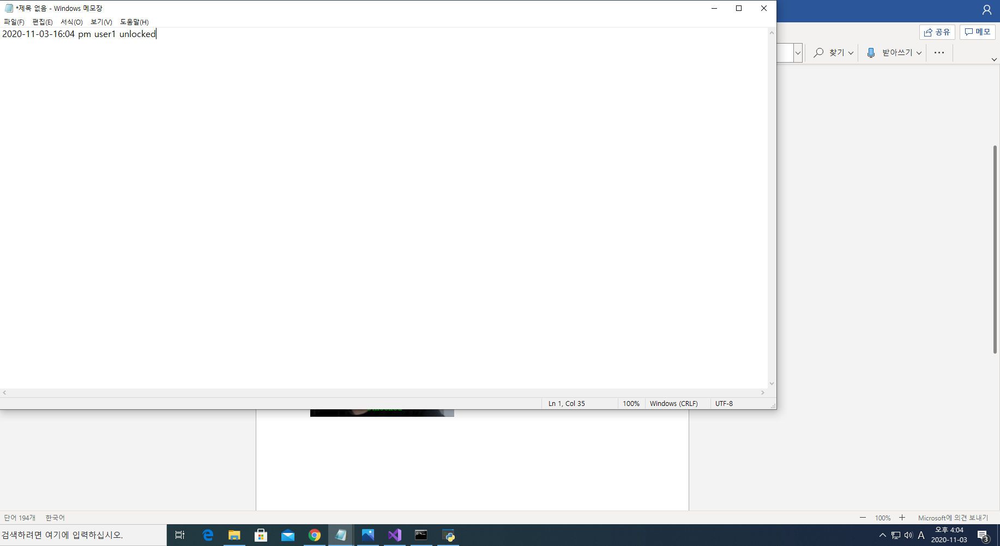 *제목 없음 - Windows 메모장
파일(F) 편집(E) 서식(O) 보기(V) 도움말(H)
2020-11-03-16:04 pm user1 unlocked
공유 메모
찾기 받아쓰기
Ln 1, Col 35 100% Windows (CRLF) UTF-8
단어 194개 한국어 100% Microsoft에 의견 보내기
검색하려면 여기에 입력하십시오.
A 오후 4:04
2020-11-03 3